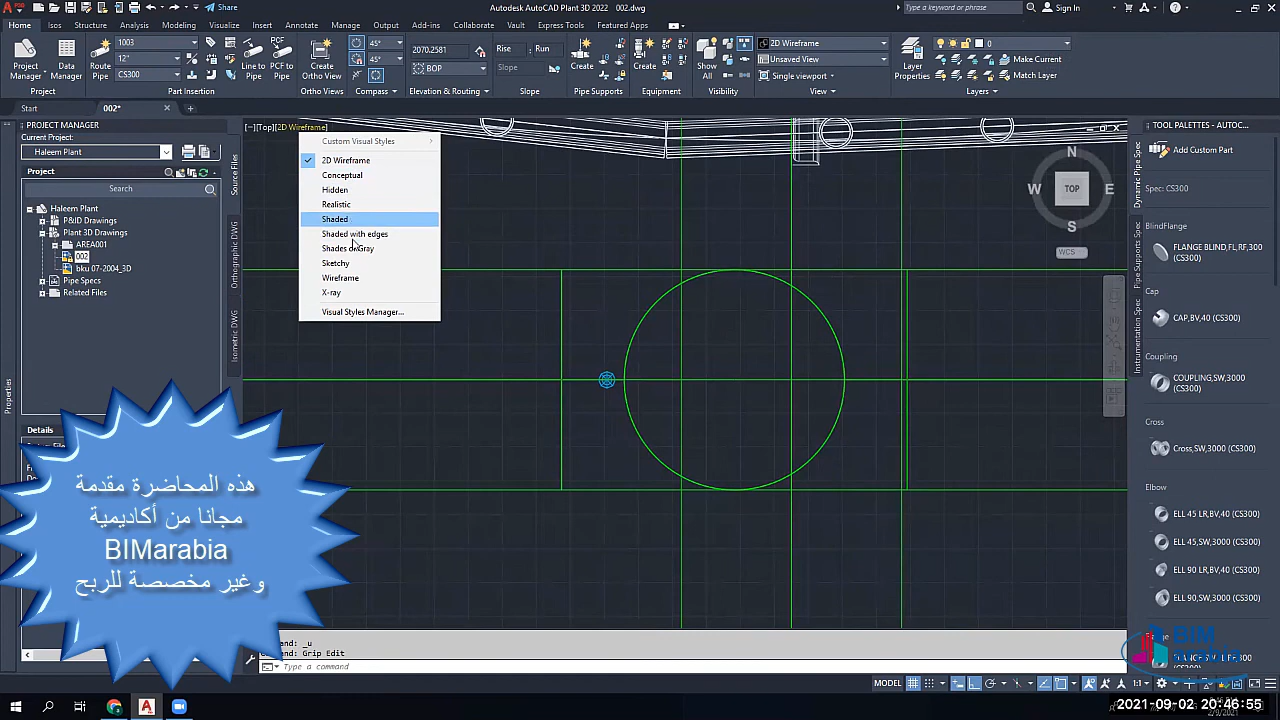 Share
Autodesk AutoCAD Plant 3D 2022 002.dwg
Type a keyword or phrase
Sign In
Home Isos Structure Analysis Modeling Visualize Insert Annotate Manage Output Add-ins Collaborate Vault Express Tools Featured Apps
Project Manager
Data Manager
Project
Route Pipe
1003
12"
CS300
Line to Pipe
PCF to Pipe
Part Insertion
Create Ortho View
Ortho Views
45°
45°
Compass
2070.2581
BOP
Elevation & Routing
Rise : Run
Slope
Slope
Create
Pipe Supports
Create
Equipment
Show All
Visibility
2D Wireframe
Unsaved View
Single viewport
View
Layer Properties
0
Make Current
Match Layer
Layers
Start
002*
PROJECT MANAGER
Current Project:
Haleem Plant
Project
Search
Haleem Plant
P&ID Drawings
Plant 3D Drawings
AREA001
002
bku 07-2004_3D
Pipe Specs
Related Files
Details
Source Files
Orthographic DWG
Isometric DWG
Properties
[−][Top][2D Wireframe]
Custom Visual Styles
2D Wireframe
Conceptual
Hidden
Realistic
Shaded
Shaded with edges
Shades of Gray
Sketchy
Wireframe
X-ray
Visual Styles Manager...
N
W TOP E
S
WCS
TOOL PALETTES - AUTOC...
Dynamic Pipe Spec
Pipe Supports Spec
Instrumentation Spec
Add Custom Part
Spec: CS300
BlindFlange
FLANGE BLIND,FL,RF,300 (CS300)
Cap
CAP,BV,40 (CS300)
Coupling
COUPLING,SW,3000 (CS300)
Cross
Cross,SW,3000 (CS300)
Elbow
ELL 45 LR,BV,40 (CS300)
ELL 45,SW,3000 (CS300)
ELL 90 LR,BV,40 (CS300)
ELL 90,SW,3000 (CS300)
BIM
هذه المحاضرة مقدمة
مجانا من أكاديمية
BIMarabia
وغير مخصصة للربح
Command: _u
Command: Grip Edit
Type a command
MODEL
1:1
2021-09-02 20:46:55